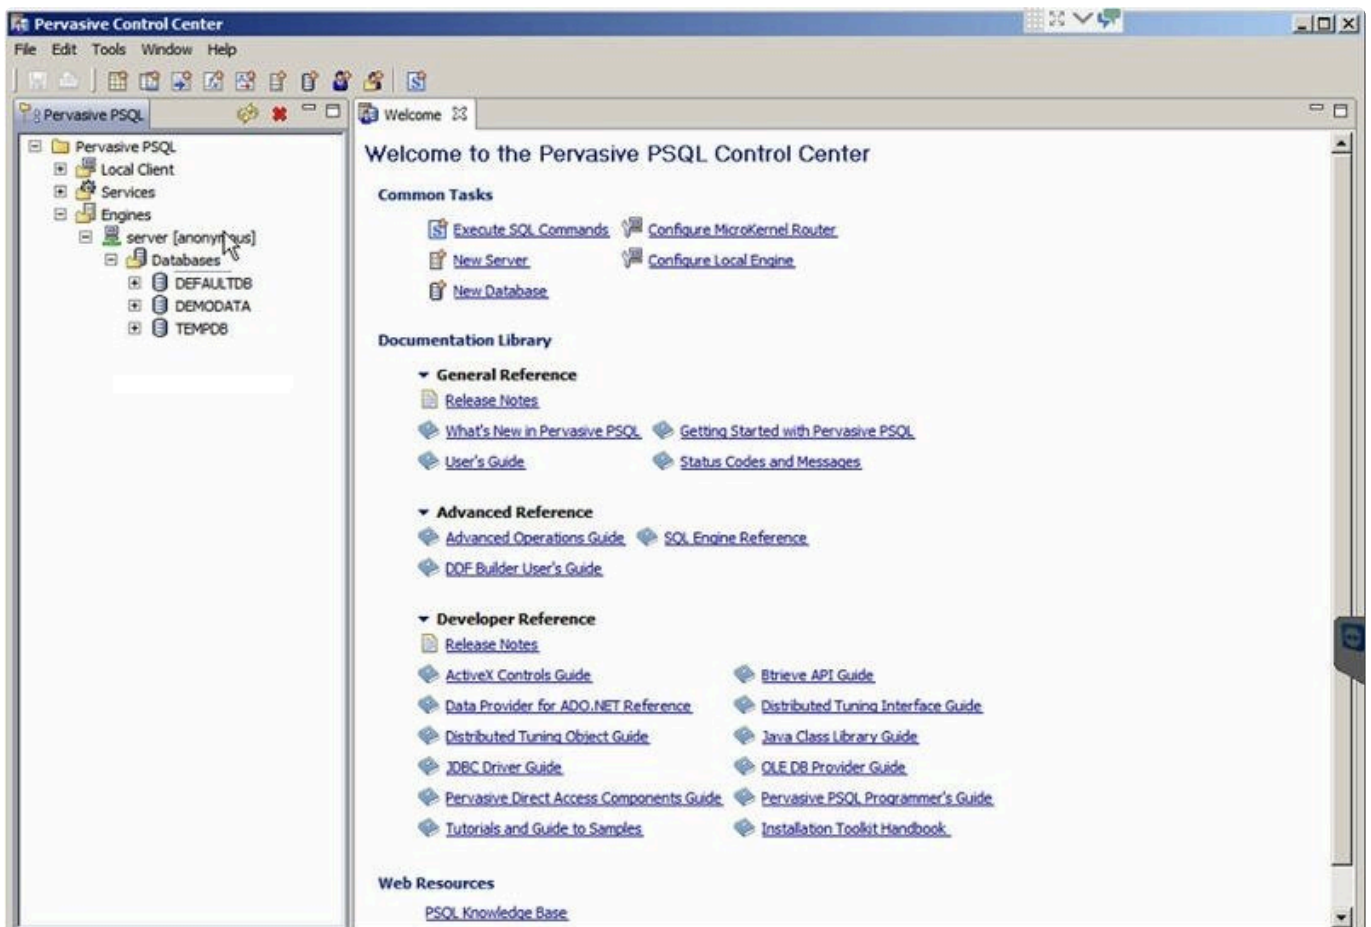 Pervasive Control Center
File Edit Tools Window Help
Pervasive PSQL
Welcome
Pervasive PSQL
Local Client
Services
Engines
server [anonymous]
Databases
DEFAULTDB
DEMODATA
TEMPDB
Welcome to the Pervasive PSQL Control Center
Common Tasks
Execute SQL Commands Configure MicroKernel Router
New Server Configure Local Engine
New Database
Documentation Library
General Reference
Release Notes
What's New in Pervasive PSQL Getting Started with Pervasive PSQL
User's Guide Status Codes and Messages
Advanced Reference
Advanced Operations Guide SQL Engine Reference
DDF Builder User's Guide
Developer Reference
Release Notes
ActiveX Controls Guide Btrieve API Guide
Data Provider for ADO.NET Reference Distributed Tuning Interface Guide
Distributed Tuning Object Guide Java Class Library Guide
JDBC Driver Guide OLE DB Provider Guide
Pervasive Direct Access Components Guide Pervasive PSQL Programmer's Guide
Tutorials and Guide to Samples Installation Toolkit Handbook
Web Resources
PSQL Knowledge Base